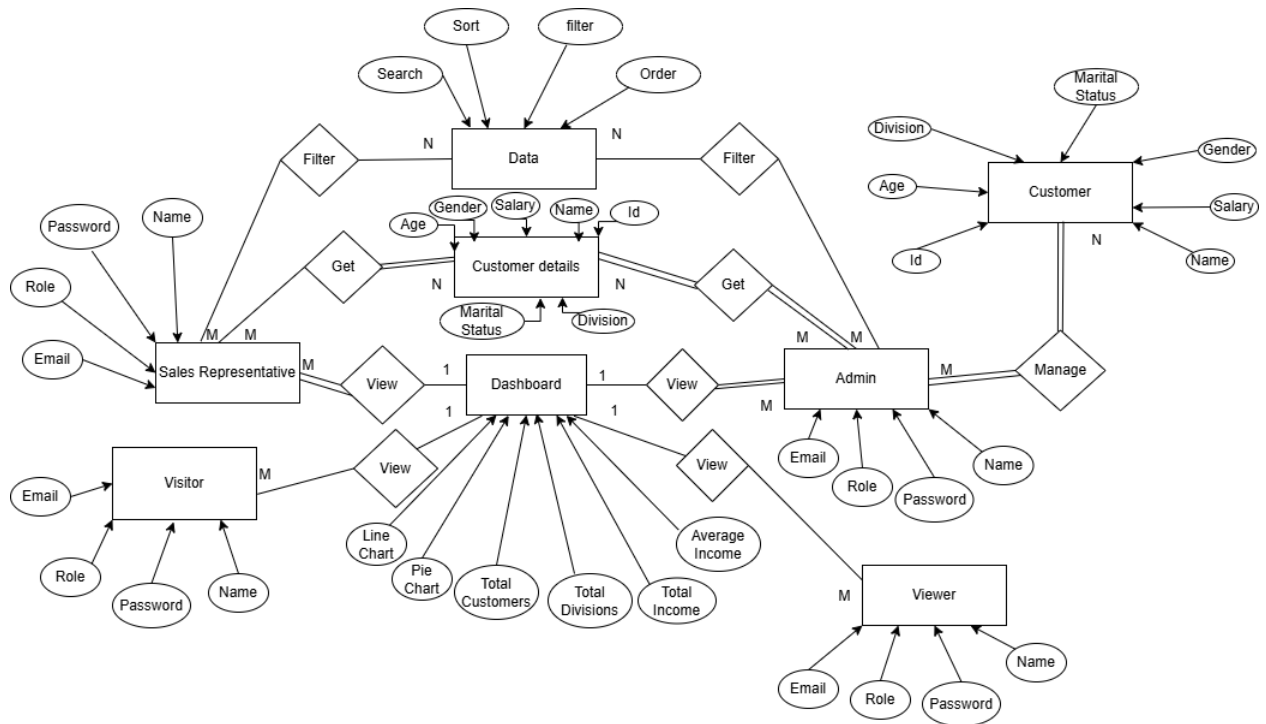 Sort
filter
Search
Order
Marital
Status
Division
Gender
Filter
N
Data
N
Filter
Age
Customer
Salary
Id
N
Name
Password
Name
Age
Gender
Salary
Name
Id
Get
Customer details
Get
N
N
Role
Marital
Status
Division
Email
M
M
M
M
Sales Representative
M
View
1
Dashboard
1
View
Admin
M
Manage
1
1
M
Visitor
M
View
View
Email
Role
Password
Name
Email
Role
Password
Name
Line
Chart
Pie
Chart
Total
Customers
Total
Divisions
Total
Income
Average
Income
M
Viewer
Email
Role
Password
Name